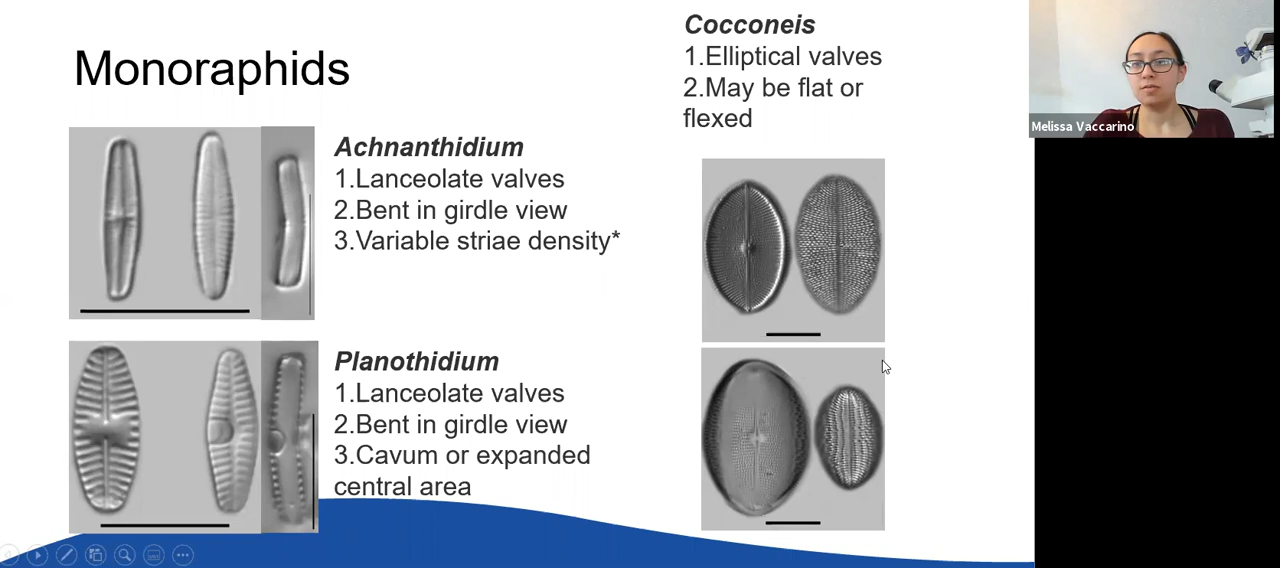 Monoraphids
Achnanthidium
1.Lanceolate valves
2.Bent in girdle view
3.Variable striae density*
Planothidium
1.Lanceolate valves
2.Bent in girdle view
3.Cavum or expanded
central area
Cocconeis
1.Elliptical valves
2.May be flat or
flexed
Melissa Vaccarino